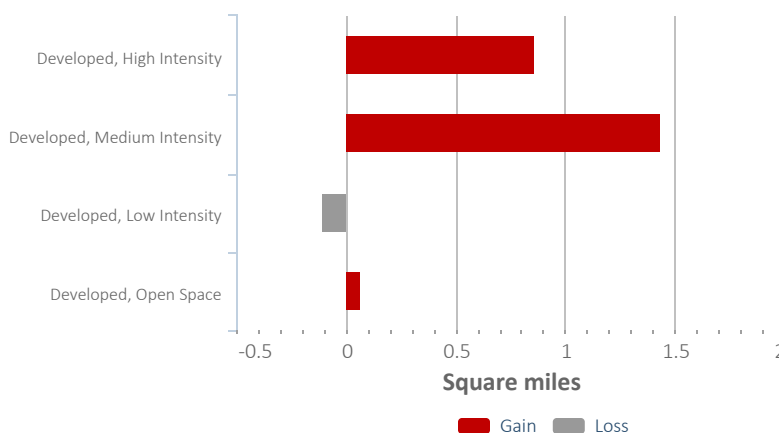 Developed, High Intensity
Developed, Medium Intensity
Developed, Low Intensity
Developed, Open Space
-0.5 0 0.5 1 1.5
Square miles
Gain Loss